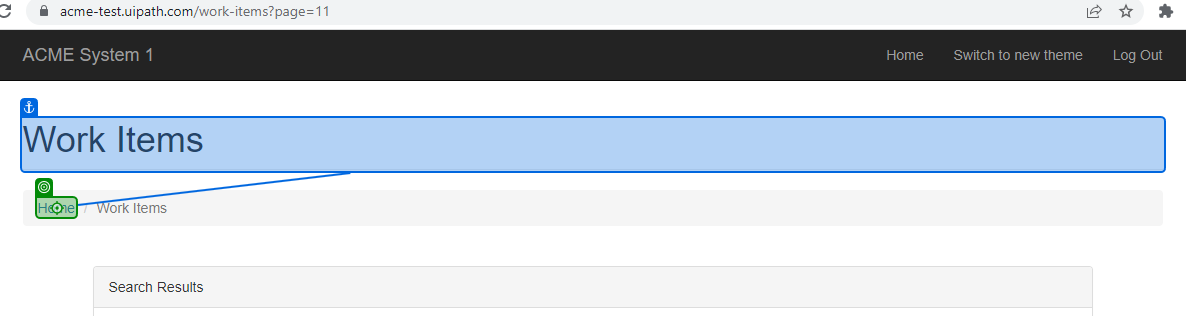 acme-test.uipath.com/work-items?page=11
ACME System 1 Home Switch to new theme Log Out
Work Items
Home / Work Items
Search Results